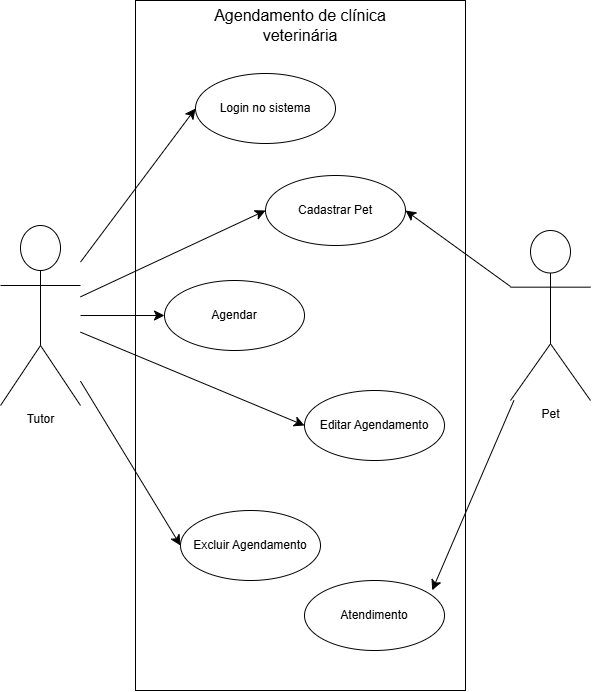 Agendamento de clínica
veterinária
Login no sistema
Cadastrar Pet
Agendar
Tutor
Pet
Editar Agendamento
Excluir Agendamento
Atendimento